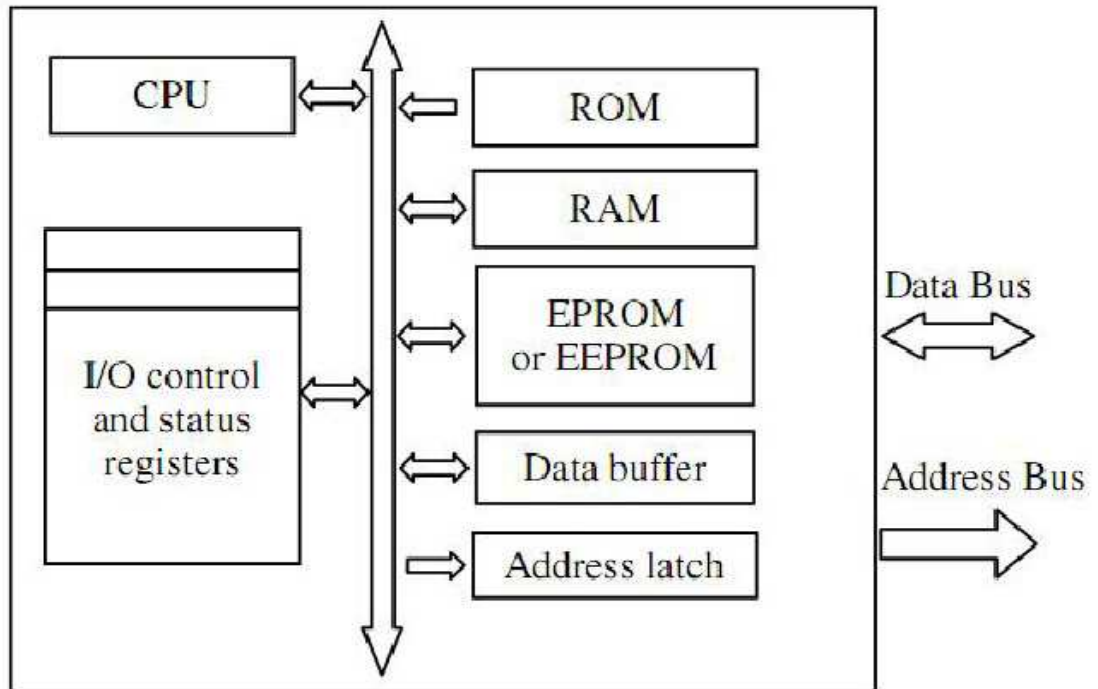 CPU
ROM
RAM
EPROM
or EEPROM
I/O control
and status
registers
Data buffer
Address latch
Data Bus
Address Bus